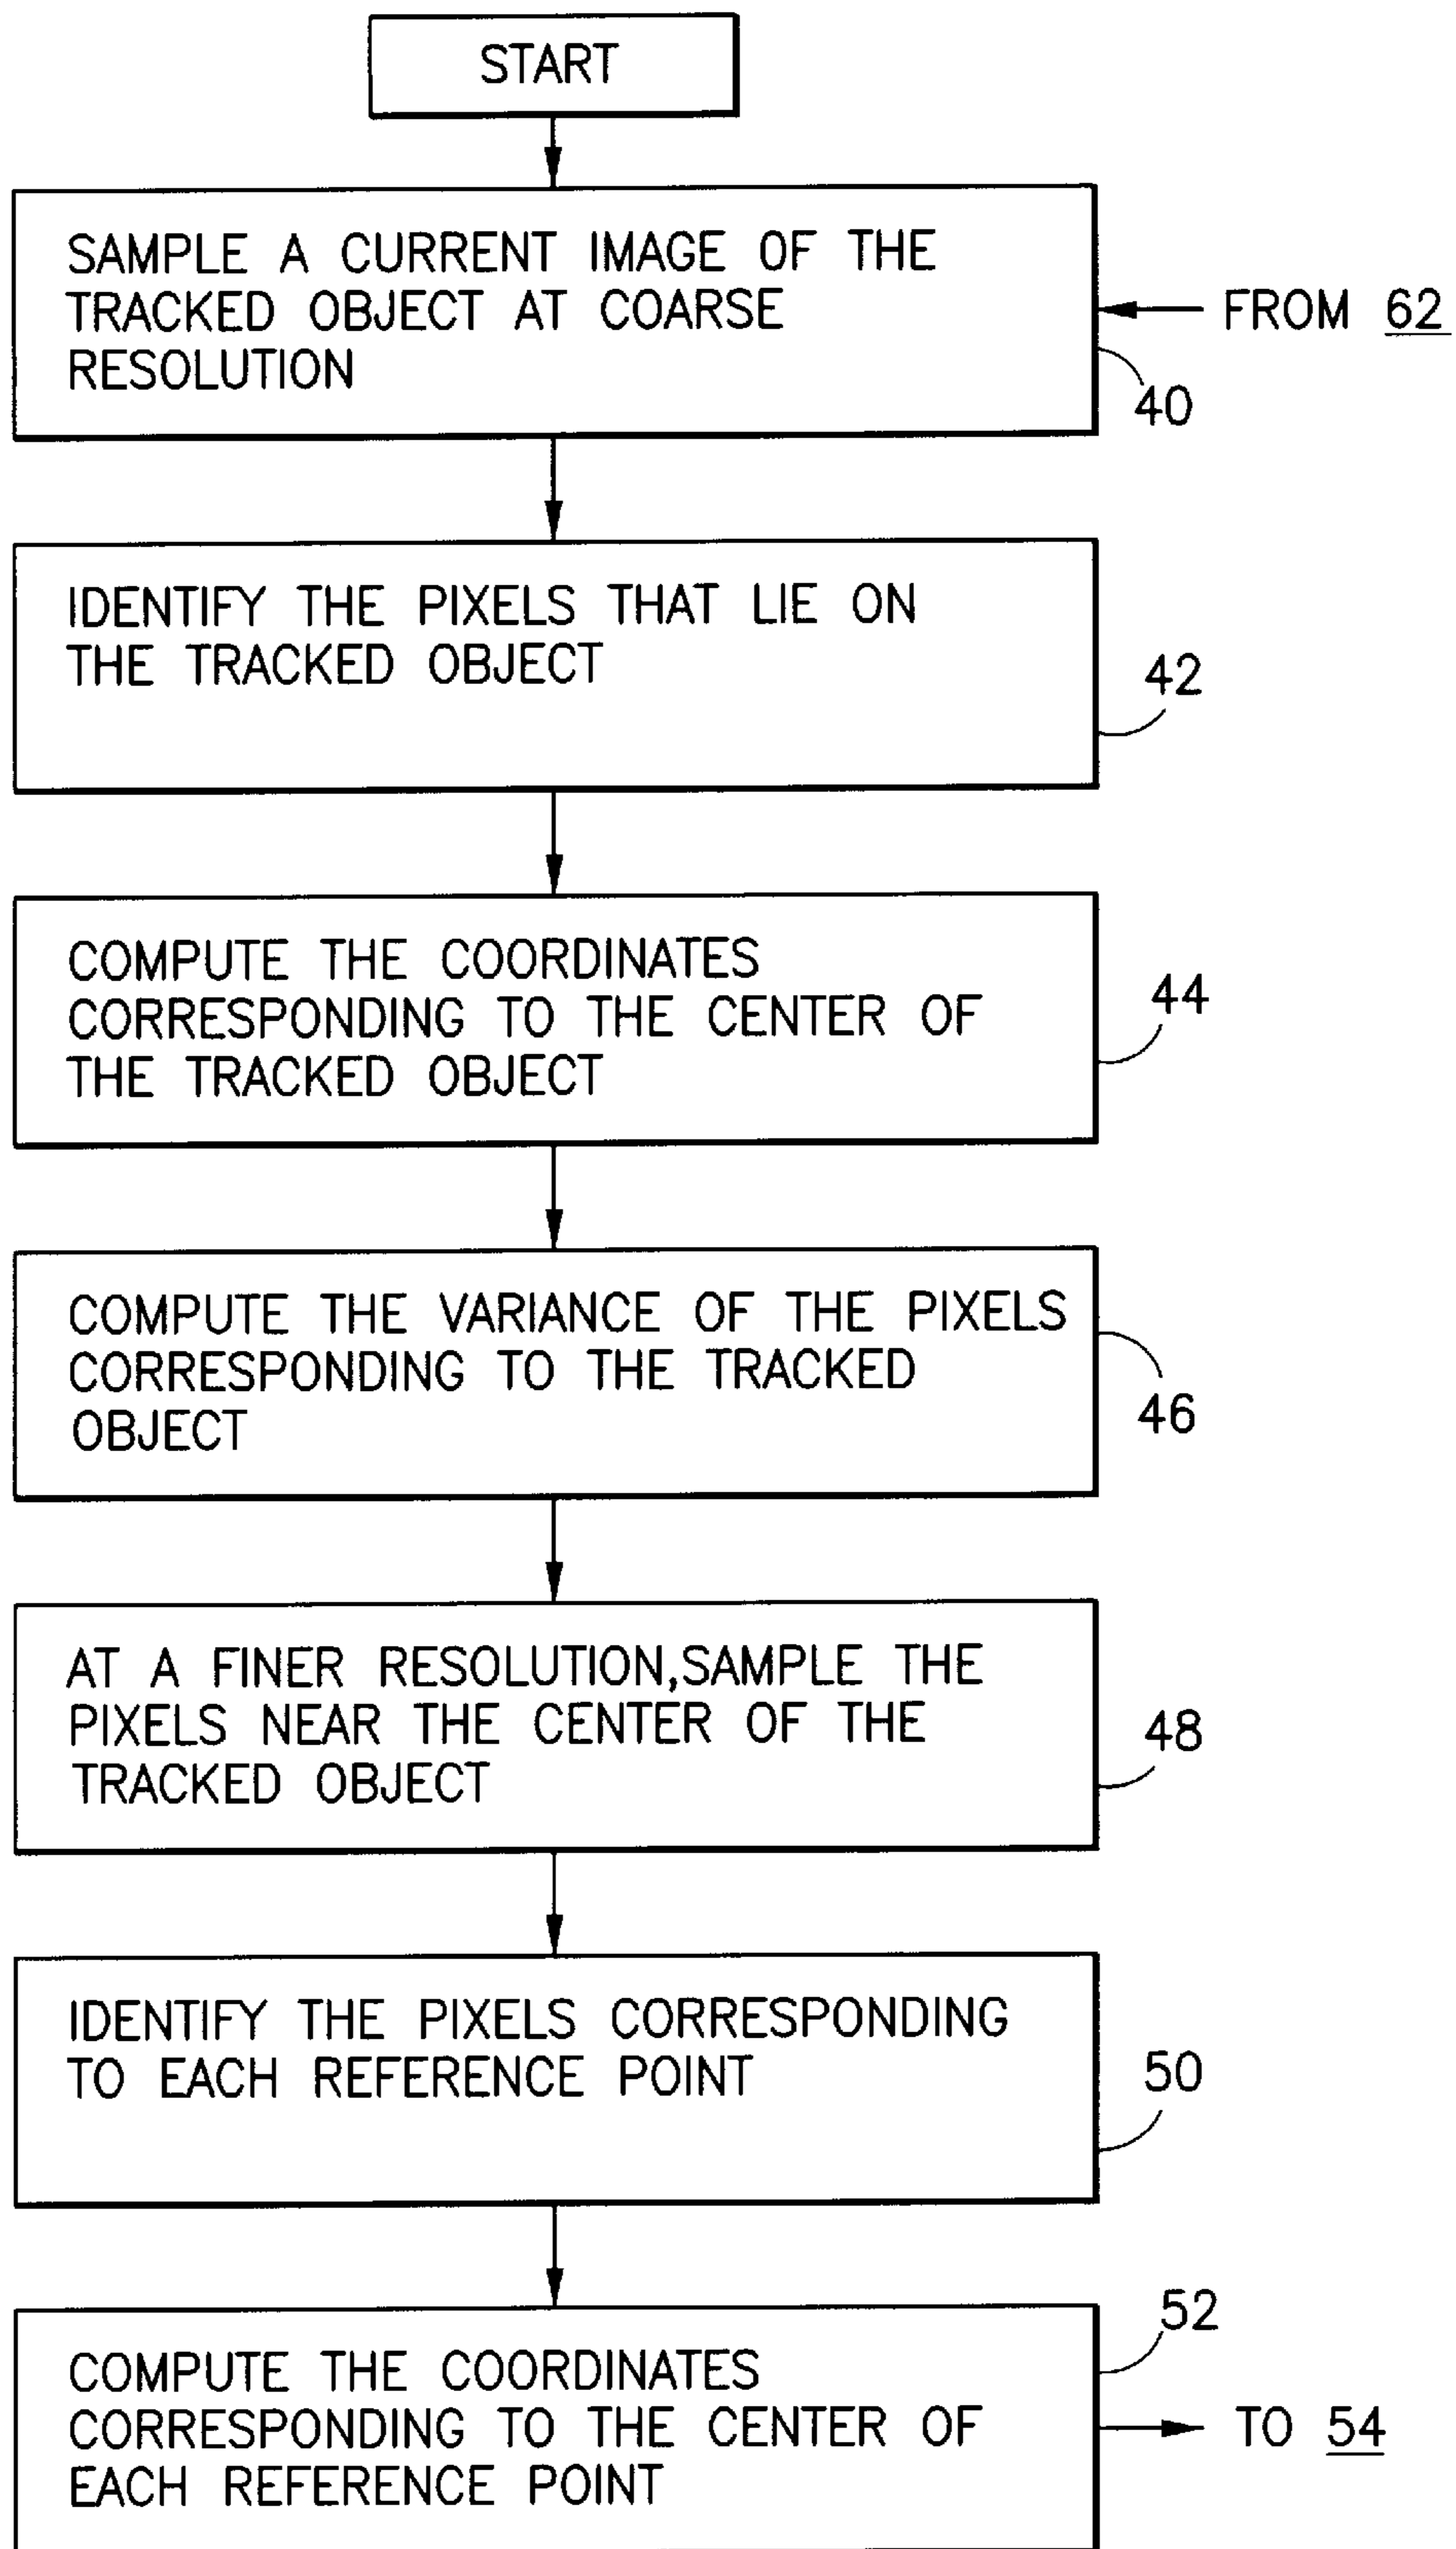 START
SAMPLE A CURRENT IMAGE OF THE
TRACKED OBJECT AT COARSE
RESOLUTION
FROM 62
40
IDENTIFY THE PIXELS THAT LIE ON
THE TRACKED OBJECT
42
COMPUTE THE COORDINATES
CORRESPONDING TO THE CENTER OF
THE TRACKED OBJECT
44
COMPUTE THE VARIANCE OF THE PIXELS
CORRESPONDING TO THE TRACKED
OBJECT
46
AT A FINER RESOLUTION,SAMPLE THE
PIXELS NEAR THE CENTER OF THE
TRACKED OBJECT
48
IDENTIFY THE PIXELS CORRESPONDING
TO EACH REFERENCE POINT
50
52
COMPUTE THE COORDINATES
CORRESPONDING TO THE CENTER OF
EACH REFERENCE POINT
TO 54